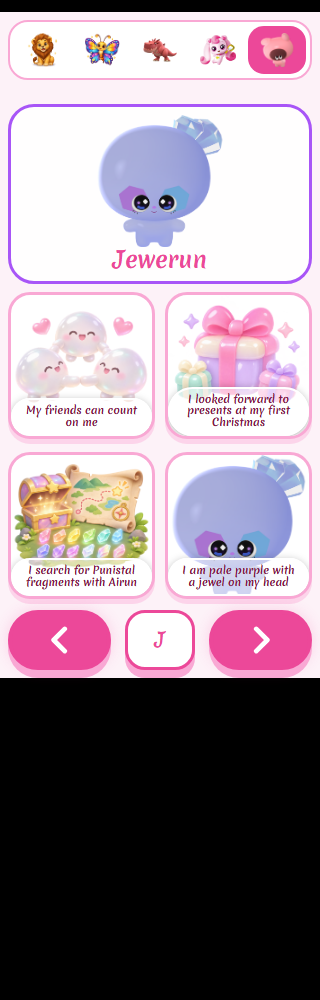 Jewerun
My friends can count
on me
I looked forward to
presents at my first
Christmas
I search for Punistal
fragments with Airun
I am pale purple with
a jewel on my head
J